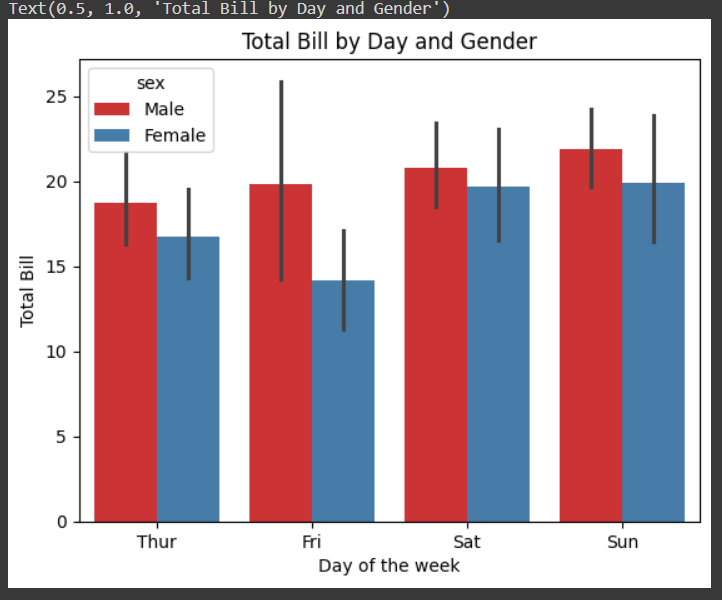 Text(0.5, 1.0, 'Total Bill by Day and Gender')
Total Bill by Day and Gender
sex
Male
Female
25
20
15
10
5
0
Total Bill
Thur Fri Sat Sun
Day of the week